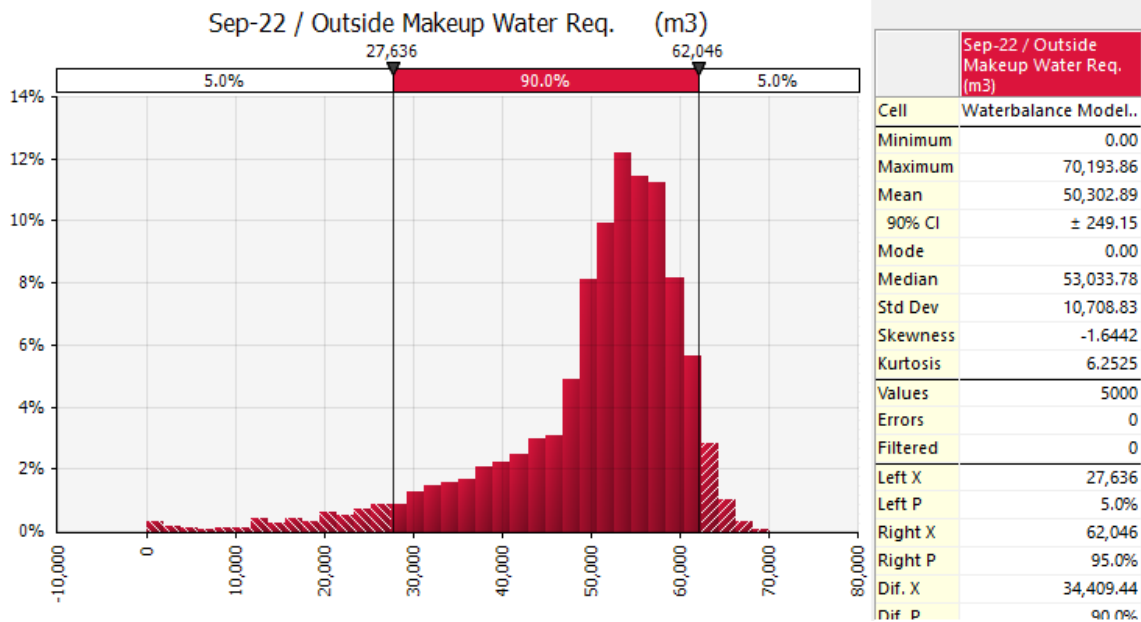 Sep-22 / Outside Makeup Water Req. (m3)
27,636 62,046
5.0% 90.0% 5.0%
14%
12%
10%
8%
6%
4%
2%
0%
-10,000 0 10,000 20,000 30,000 40,000 50,000 60,000 70,000 80,000
Sep-22 / Outside
Makeup Water Req.
(m3)
Cell Waterbalance Model..
Minimum 0.00
Maximum 70,193.86
Mean 50,302.89
90% CI ± 249.15
Mode 0.00
Median 53,033.78
Std Dev 10,708.83
Skewness -1.6442
Kurtosis 6.2525
Values 5000
Errors 0
Filtered 0
Left X 27,636
Left P 5.0%
Right X 62,046
Right P 95.0%
Dif. X 34,409.44
Dif. P 90.0%